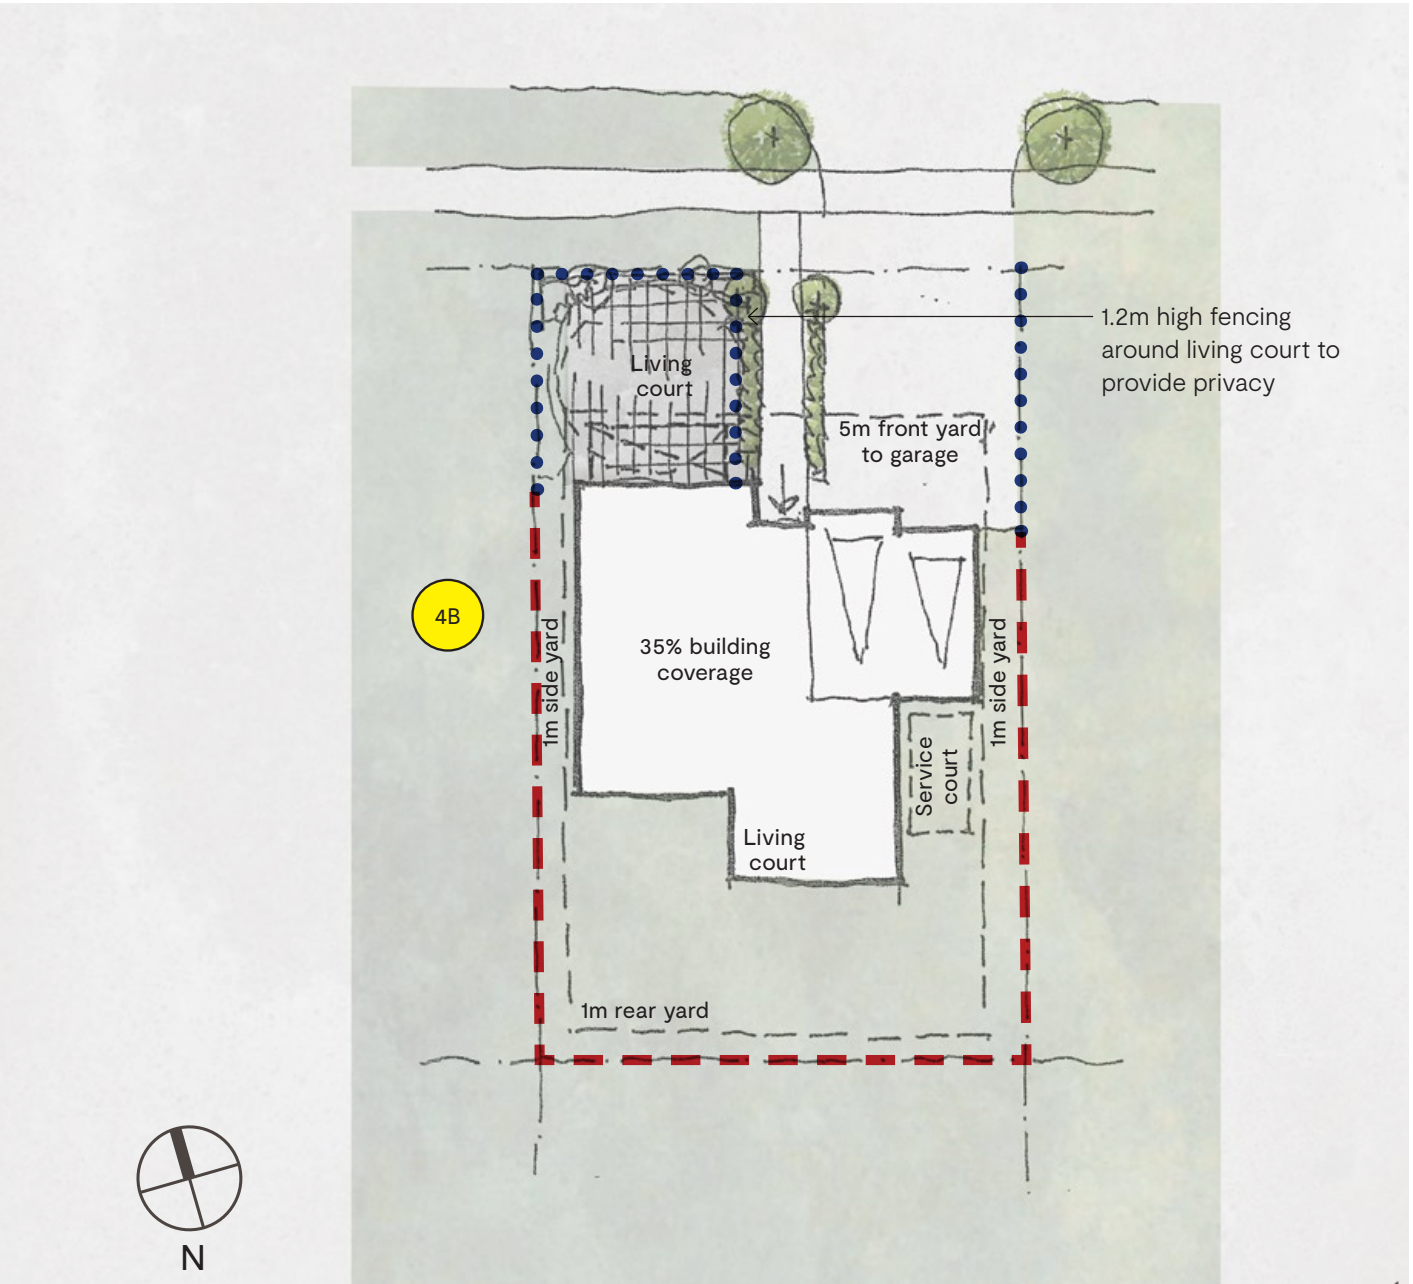 1.2m high fencing
around living court to
provide privacy
Living
court
5m front yard
to garage
4B
1m side yard
35% building
coverage
1m side yard
Service
court
Living
court
1m rear yard
N